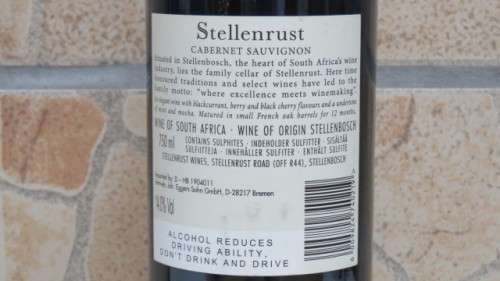 Stellenrust
CABERNET SAUVIGNON
in Stellenbosch, the heart of South Africa's wine
industry, lies the family cellar of Stellenrust. Here time
honoured traditions and select wines have led to the
family motto: "where excellence meets winemaking".
elegant wine with blackcurrant, berry and black cherry flavours and a undertone
of mint and mocha. Matured in small French oak barrels for 12 months.
WINE OF SOUTH AFRICA · WINE OF ORIGIN STELLENBOSCH
750 ml CONTAINS SULPHITES · INDEHOLDER SULFITTER · SISÄLTÄÄ
SULFIITTEJA · INNEHÅLLER SULFITER · ENTHÄLT SULFITE
STELLENRUST WINES, STELLENRUST ROAD (OFF R44), STELLENBOSCH
Imported by: D - HB 1904011
Joh. Eggers Sohn GmbH, D-28217 Bremen
14,0% Vol
ALCOHOL REDUCES
DRIVING ABILITY,
DON'T DRINK AND DRIVE